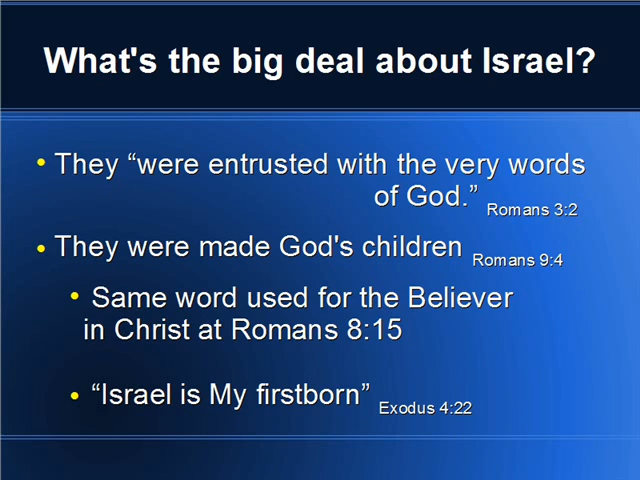 What's the big deal about Israel?
• They “were entrusted with the very words
of God.” Romans 3:2
• They were made God's children Romans 9:4
• Same word used for the Believer
in Christ at Romans 8:15
• “Israel is My firstborn” Exodus 4:22